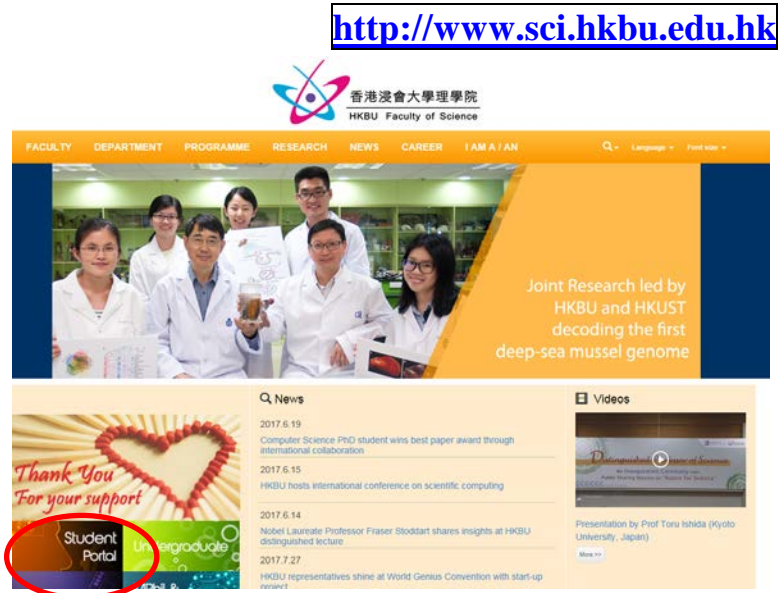 http://www.sci.hkbu.edu.hk
香港浸會大學理學院
HKBU Faculty of Science
FACULTY DEPARTMENT PROGRAMME RESEARCH NEWS CAREER I AM A / AN Language Font size
Joint Research led by
HKBU and HKUST
decoding the first
deep-sea mussel genome
Thank You
For your support
Student
Portal
Undergraduate
MPhil &
News
2017.6.19
Computer Science PhD student wins best paper award through
international collaboration
2017.6.15
HKBU hosts international conference on scientific computing
2017.6.14
Nobel Laureate Professor Fraser Stoddart shares insights at HKBU
distinguished lecture
2017.7.27
HKBU representatives shine at World Genius Convention with start-up
project
Videos
Presentation by Prof Toru Ishida (Kyoto
University, Japan)
More >>